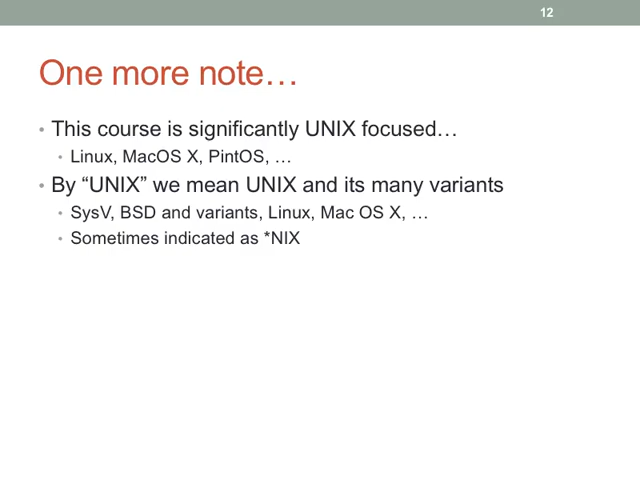 12
One more note…
• This course is significantly UNIX focused…
• Linux, MacOS X, PintOS, …
• By “UNIX” we mean UNIX and its many variants
• SysV, BSD and variants, Linux, Mac OS X, …
• Sometimes indicated as *NIX